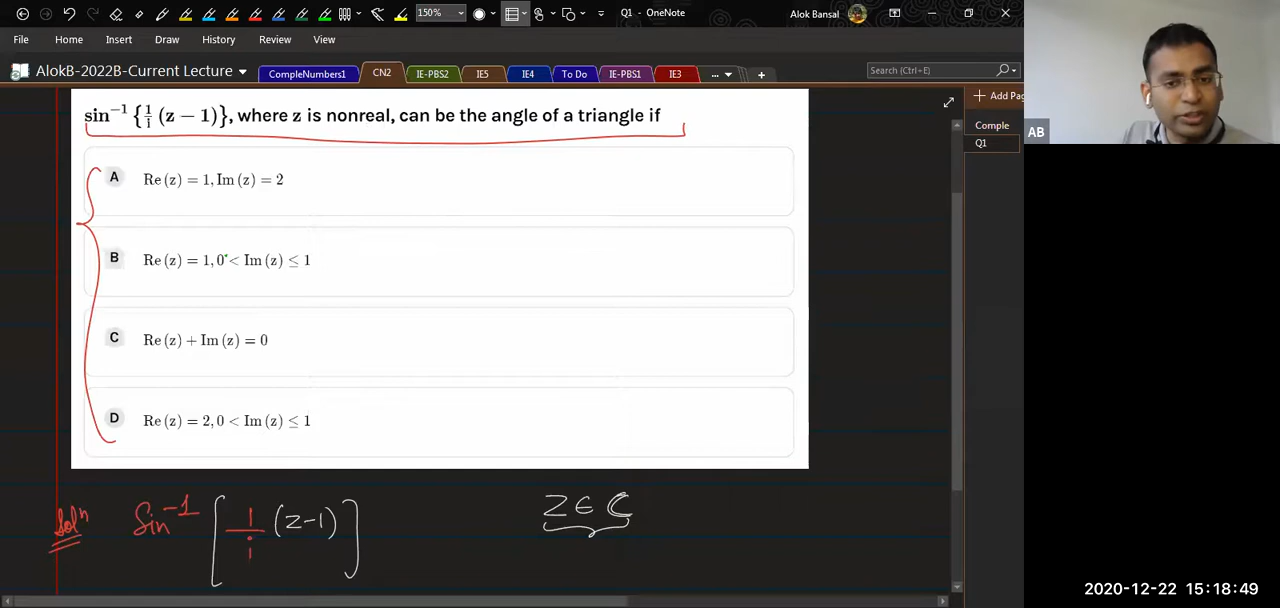 150% Q1 - OneNote Alok Bansal
File Home Insert Draw History Review View
AlokB-2022B-Current Lecture CompleNumbers1 CN2 IE-PBS2 IE5 IE4 To Do IE-PBS1 IE3 ... + Search (Ctrl+E)
+ Add Pag
Comple
Q1
AB
sin⁻¹ {1/i (z − 1)}, where z is nonreal, can be the angle of a triangle if
A Re (z) = 1, Im (z) = 2
B Re (z) = 1, 0 < Im (z) ≤ 1
C Re (z) + Im (z) = 0
D Re (z) = 2, 0 < Im (z) ≤ 1
Solⁿ Sin⁻¹ [1/i (z-1)] Z ∈ ℂ
2020-12-22 15:18:49